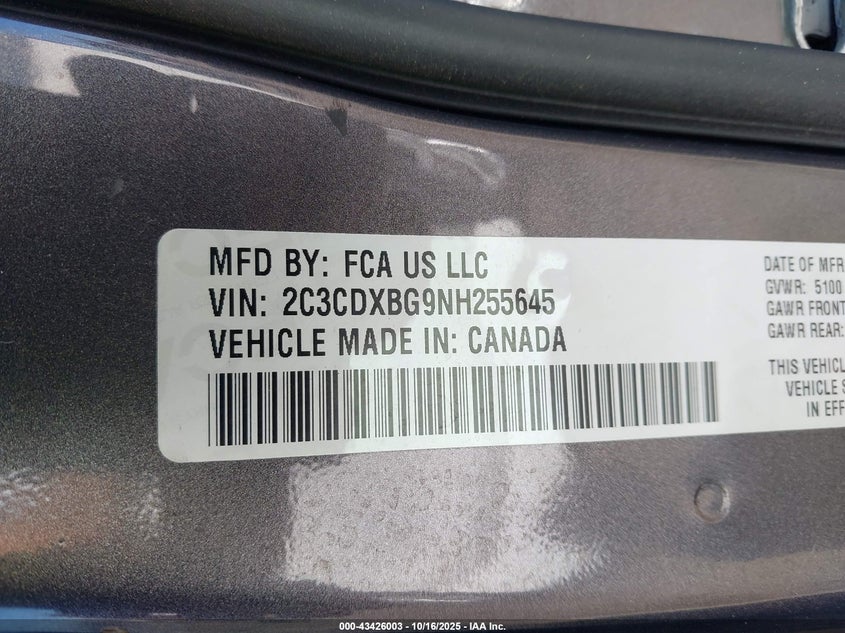 MFD BY: FCA US LLC
VIN: 2C3CDXBG9NH255645
VEHICLE MADE IN: CANADA
DATE OF MFR
GVWR: 5100
GAWR FRONT
GAWR REAR:
THIS VEHICL
VEHICLE S
IN EFF
000-43426003 - 10/16/2025 - IAA Inc.